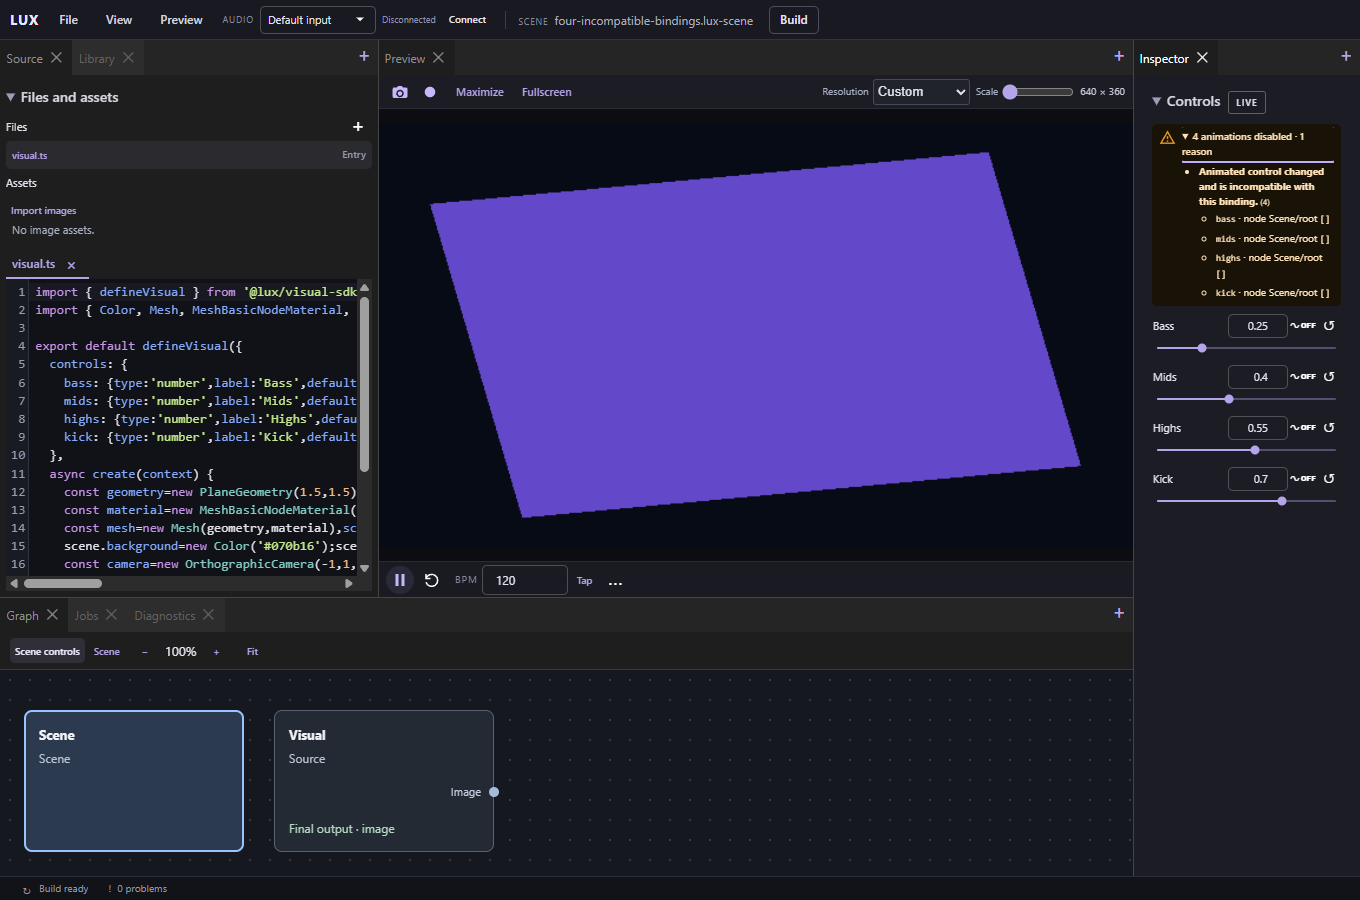 LUX File View Preview AUDIO Default input Disconnected Connect SCENE four-incompatible-bindings.lux-scene Build
Source Library
Files and assets
Files
visual.ts Entry
Assets
Import images
No image assets.
visual.ts
1 import { defineVisual } from '@lux/visual-sdk
2 import { Color, Mesh, MeshBasicNodeMaterial,
3
4 export default defineVisual({
5 controls: {
6 bass: {type:'number',label:'Bass',default
7 mids: {type:'number',label:'Mids',default
8 highs: {type:'number',label:'Highs',defau
9 kick: {type:'number',label:'Kick',default
10 },
11 async create(context) {
12 const geometry=new PlaneGeometry(1.5,1.5)
13 const material=new MeshBasicNodeMaterial(
14 const mesh=new Mesh(geometry,material),sc
15 scene.background=new Color('#070b16');sce
16 const camera=new OrthographicCamera(-1,1,
Preview
Maximize Fullscreen Resolution Custom Scale 640 × 360
BPM 120 Tap ...
Inspector
Controls LIVE
4 animations disabled · 1
reason
Animated control changed
and is incompatible with
this binding. (4)
bass · node Scene/root []
mids · node Scene/root []
highs · node Scene/root
[]
kick · node Scene/root []
Bass 0.25 OFF
Mids 0.4 OFF
Highs 0.55 OFF
Kick 0.7 OFF
Graph Jobs Diagnostics
Scene controls Scene − 100% + Fit
Scene
Scene
Visual
Source
Image
Final output · image
Build ready ! 0 problems